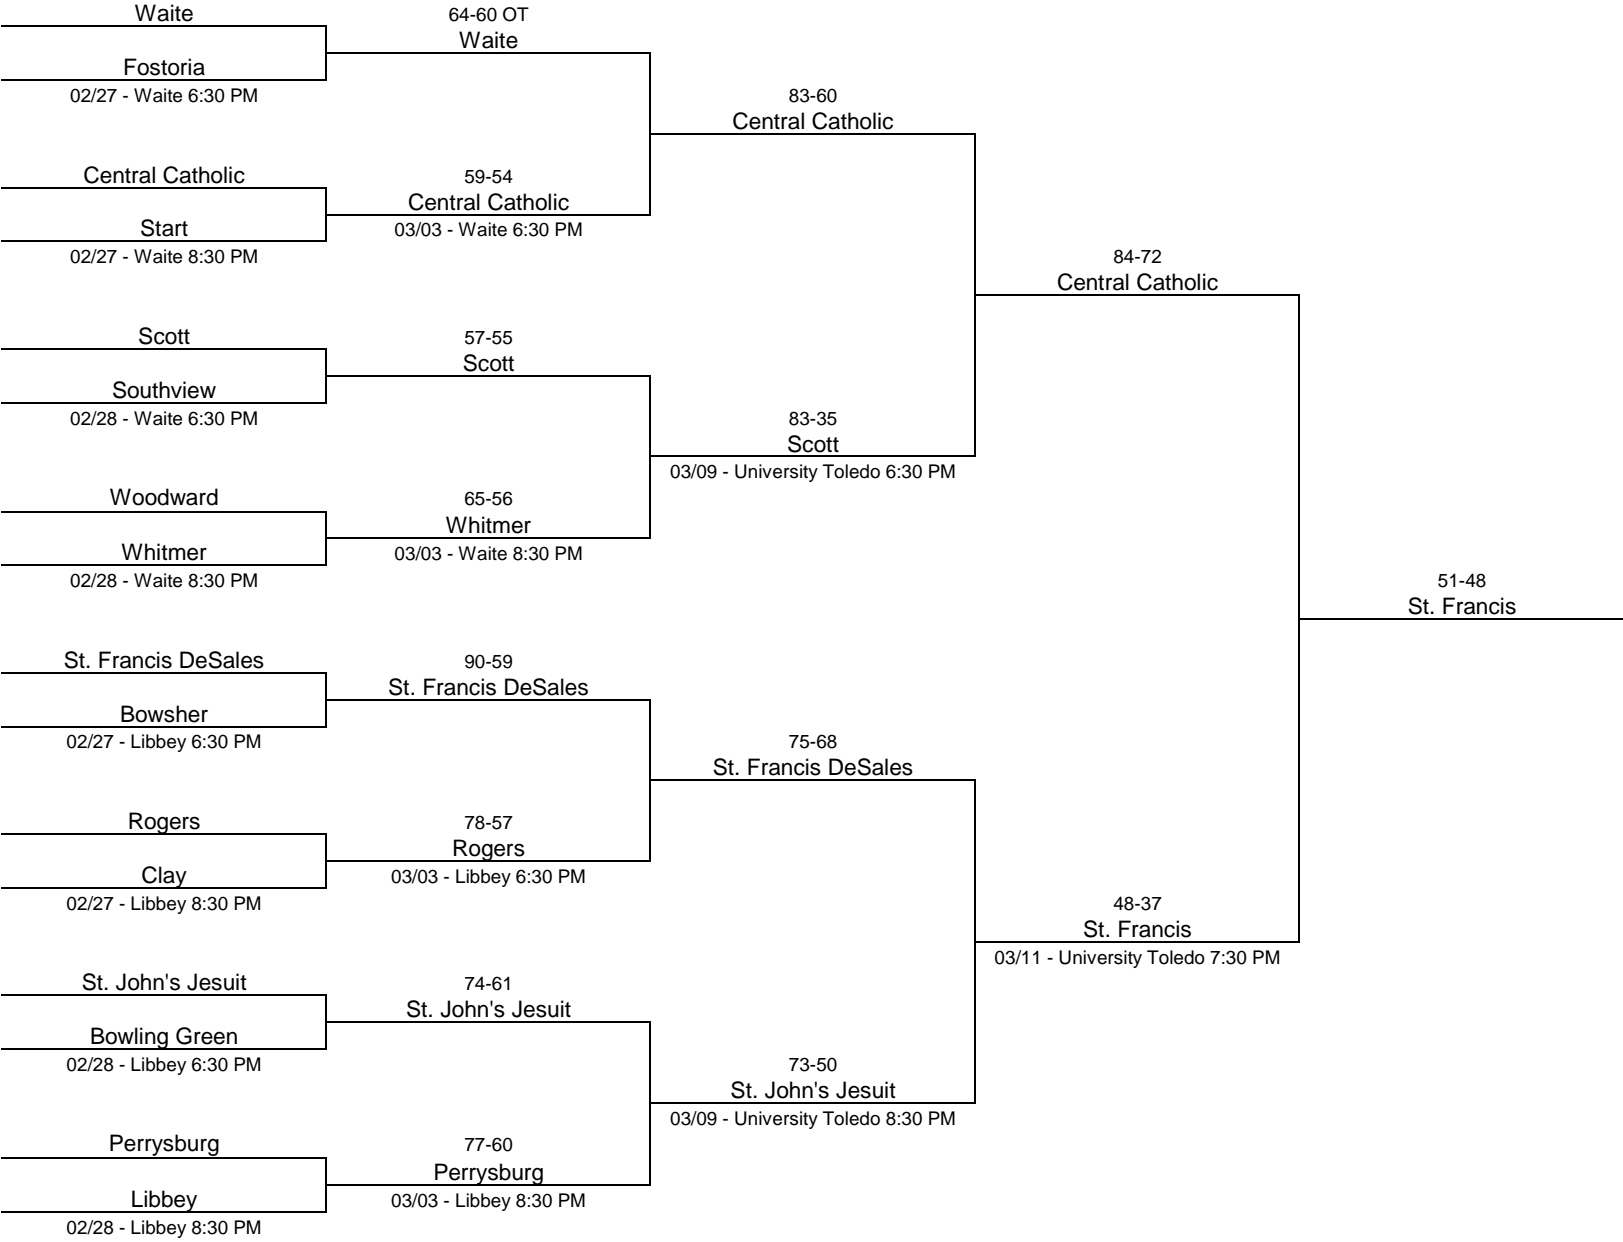 Waite
Fostoria
02/27 - Waite 6:30 PM
Central Catholic
Start
02/27 - Waite 8:30 PM
Scott
Southview
02/28 - Waite 6:30 PM
Woodward
Whitmer
02/28 - Waite 8:30 PM
St. Francis DeSales
Bowsher
02/27 - Libbey 6:30 PM
Rogers
Clay
02/27 - Libbey 8:30 PM
St. John's Jesuit
Bowling Green
02/28 - Libbey 6:30 PM
Perrysburg
Libbey
02/28 - Libbey 8:30 PM
64-60 OT
Waite
59-54
Central Catholic
03/03 - Waite 6:30 PM
57-55
Scott
65-56
Whitmer
03/03 - Waite 8:30 PM
90-59
St. Francis DeSales
78-57
Rogers
03/03 - Libbey 6:30 PM
74-61
St. John's Jesuit
77-60
Perrysburg
03/03 - Libbey 8:30 PM
83-60
Central Catholic
83-35
Scott
03/09 - University Toledo 6:30 PM
75-68
St. Francis DeSales
73-50
St. John's Jesuit
03/09 - University Toledo 8:30 PM
84-72
Central Catholic
48-37
St. Francis
03/11 - University Toledo 7:30 PM
51-48
St. Francis